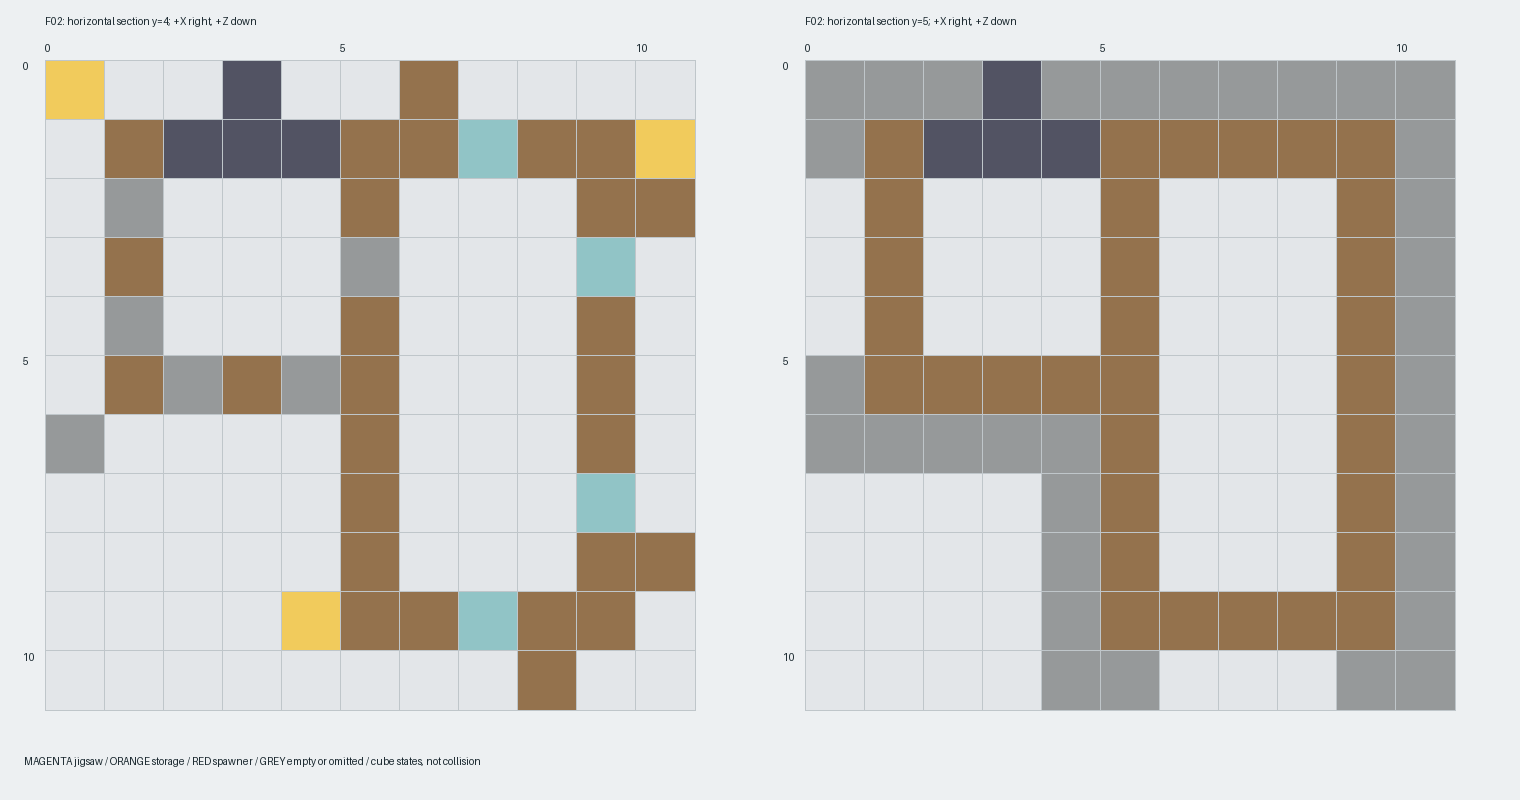 F02: horizontal section y=4; +X right, +Z down
F02: horizontal section y=5; +X right, +Z down
0 5 10
0 5 10
0
0
5
5
10
10
MAGENTA jigsaw / ORANGE storage / RED spawner / GREY empty or omitted / cube states, not collision